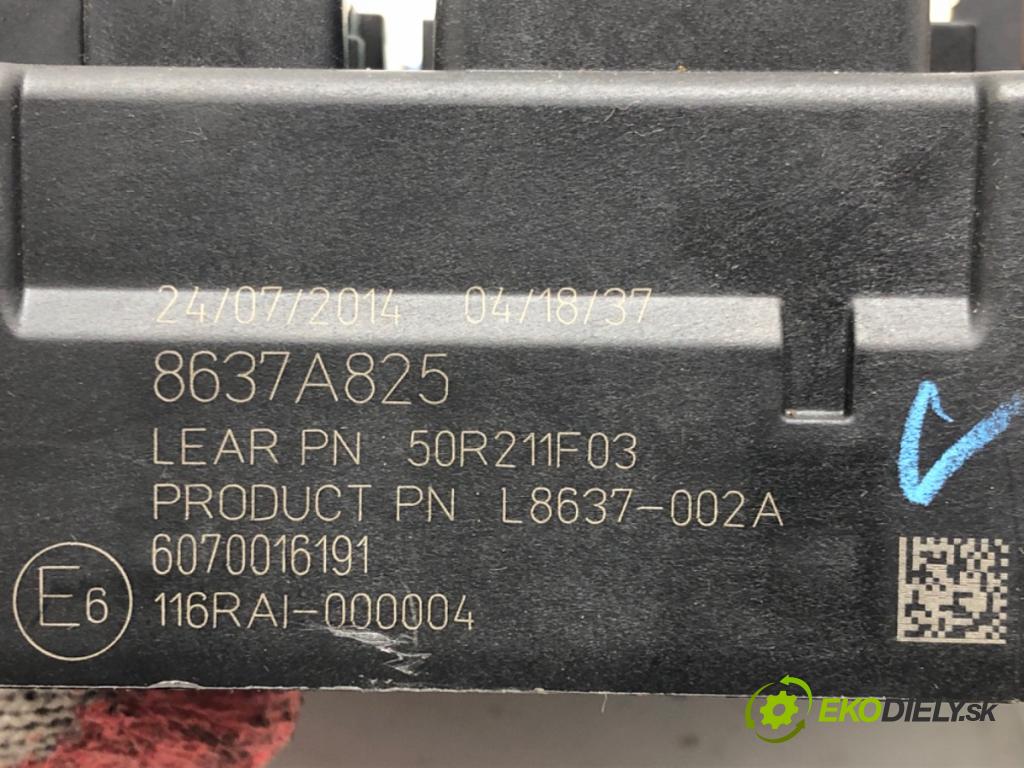 24/07/2014 04/18/37
8637A825
LEAR PN 50R211F03
PRODUCT PN L8637-002A
6070016191
E6 116RAI-000004
EKODIELY.SK